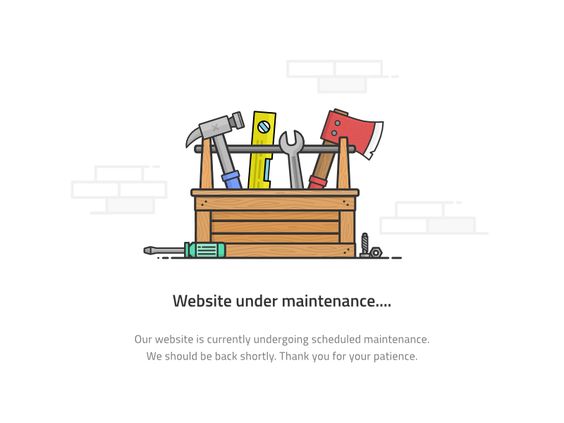 Website under maintenance....
Our website is currently undergoing scheduled maintenance.
We should be back shortly. Thank you for your patience.